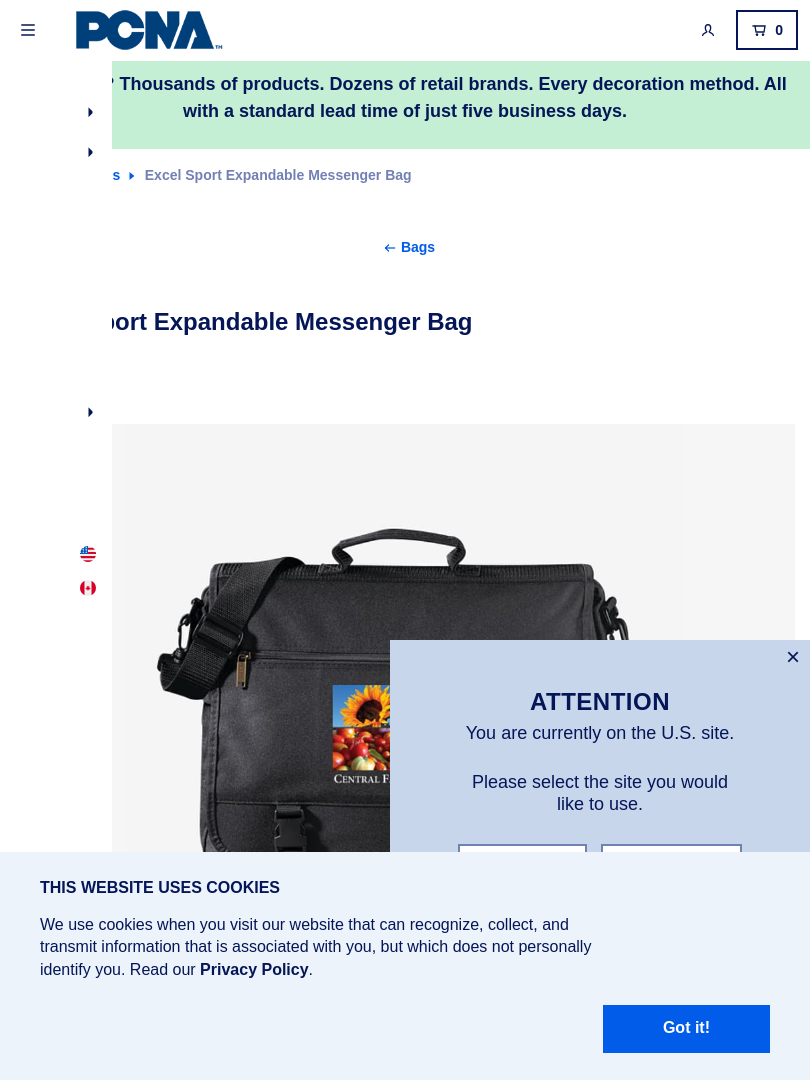 PCNA™
0
? Thousands of products. Dozens of retail brands. Every decoration method. All
with a standard lead time of just five business days.
s Excel Sport Expandable Messenger Bag
Bags
port Expandable Messenger Bag
CENTRAL F
ATTENTION
You are currently on the U.S. site.
Please select the site you would
like to use.
THIS WEBSITE USES COOKIES
We use cookies when you visit our website that can recognize, collect, and
transmit information that is associated with you, but which does not personally
identify you. Read our Privacy Policy.
Got it!